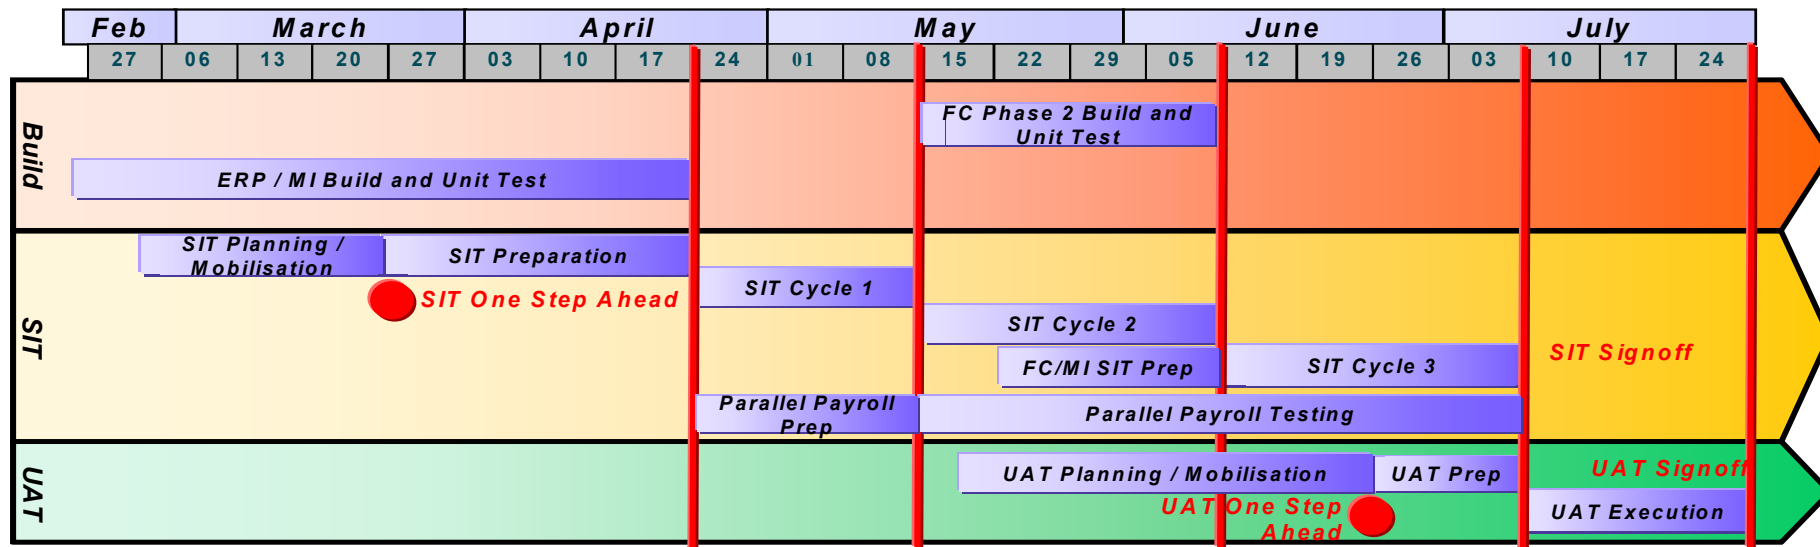 Feb March April May June July
27 06 13 20 27 03 10 17 24 01 08 15 22 29 05 12 19 26 03 10 17 24
Build
FC Phase 2 Build and
Unit Test
ERP / MI Build and Unit Test
SIT
SIT Planning /
Mobilisation
SIT Preparation
SIT One Step Ahead
SIT Cycle 1
SIT Cycle 2
FC/MI SIT Prep
SIT Cycle 3
SIT Signoff
Parallel Payroll
Prep
Parallel Payroll Testing
UAT
UAT Planning / Mobilisation
UAT Prep
UAT Signoff
UAT One Step
Ahead
UAT Execution